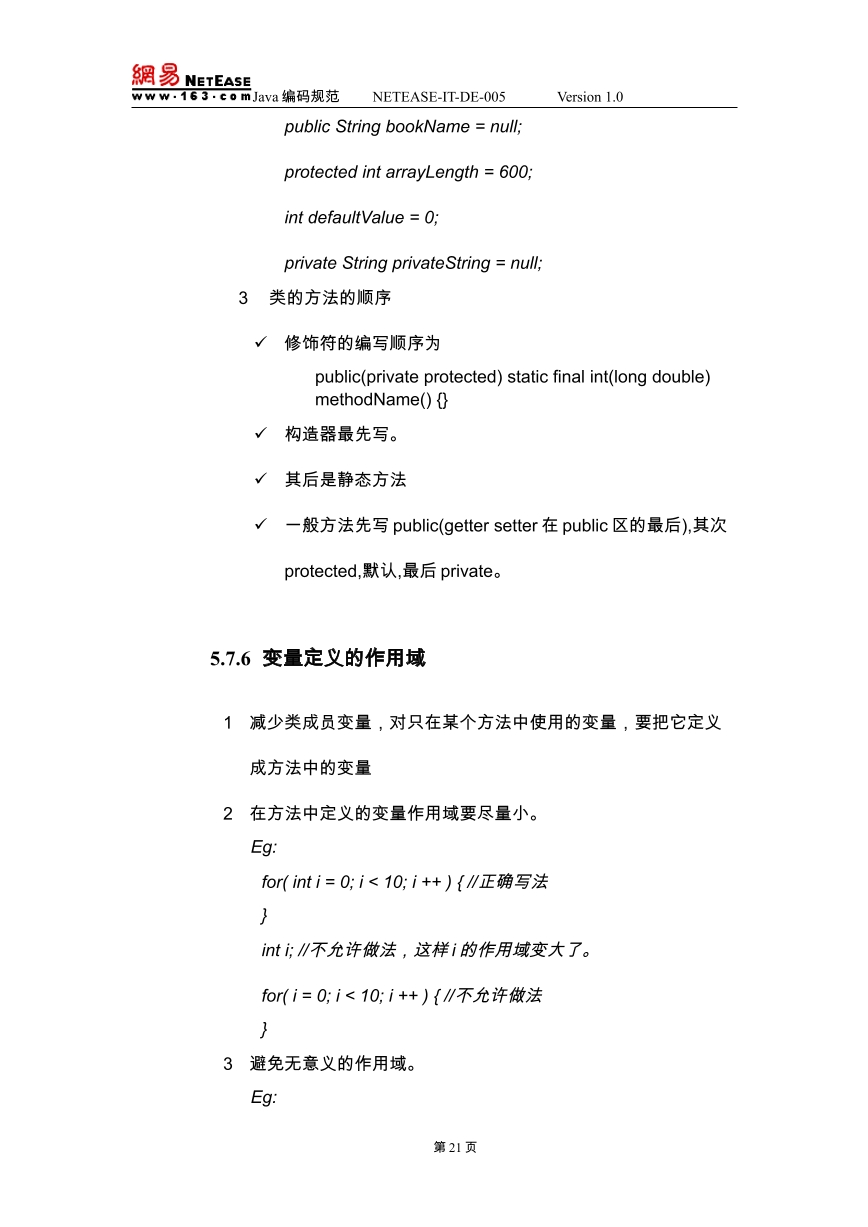 網易 NETEASE
www.163.com Java 编码规范 NETEASE-IT-DE-005 Version 1.0
public String bookName = null;
protected int arrayLength = 600;
int defaultValue = 0;
private String privateString = null;
3 类的方法的顺序
✓ 修饰符的编写顺序为
public(private protected) static final int(long double)
methodName() {}
✓ 构造器最先写。
✓ 其后是静态方法
✓ 一般方法先写 public(getter setter 在 public 区的最后),其次
protected,默认,最后 private。
5.7.6 变量定义的作用域
1 减少类成员变量，对只在某个方法中使用的变量，要把它定义
成方法中的变量
2 在方法中定义的变量作用域要尽量小。
Eg:
for( int i = 0; i < 10; i ++ ) { //正确写法
}
int i; //不允许做法，这样 i 的作用域变大了。
for( i = 0; i < 10; i ++ ) { //不允许做法
}
3 避免无意义的作用域。
Eg:
第 21 页